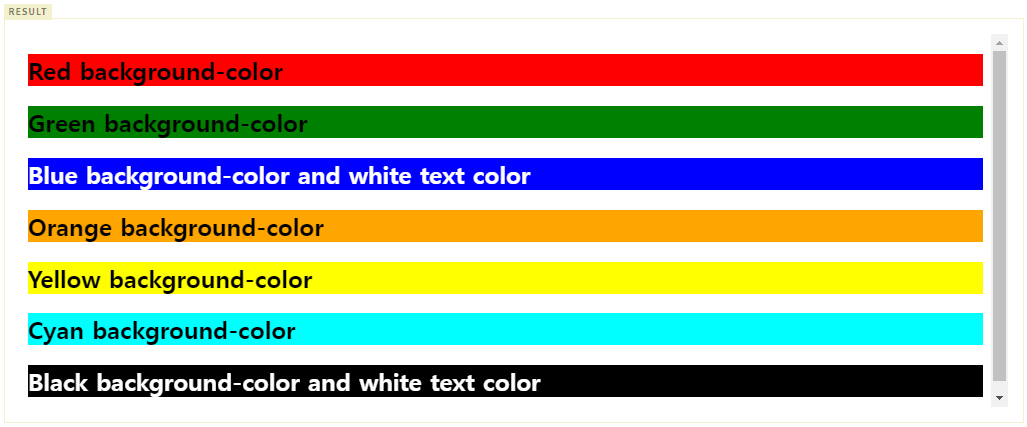 RESULT
Red background-color
Green background-color
Blue background-color and white text color
Orange background-color
Yellow background-color
Cyan background-color
Black background-color and white text color